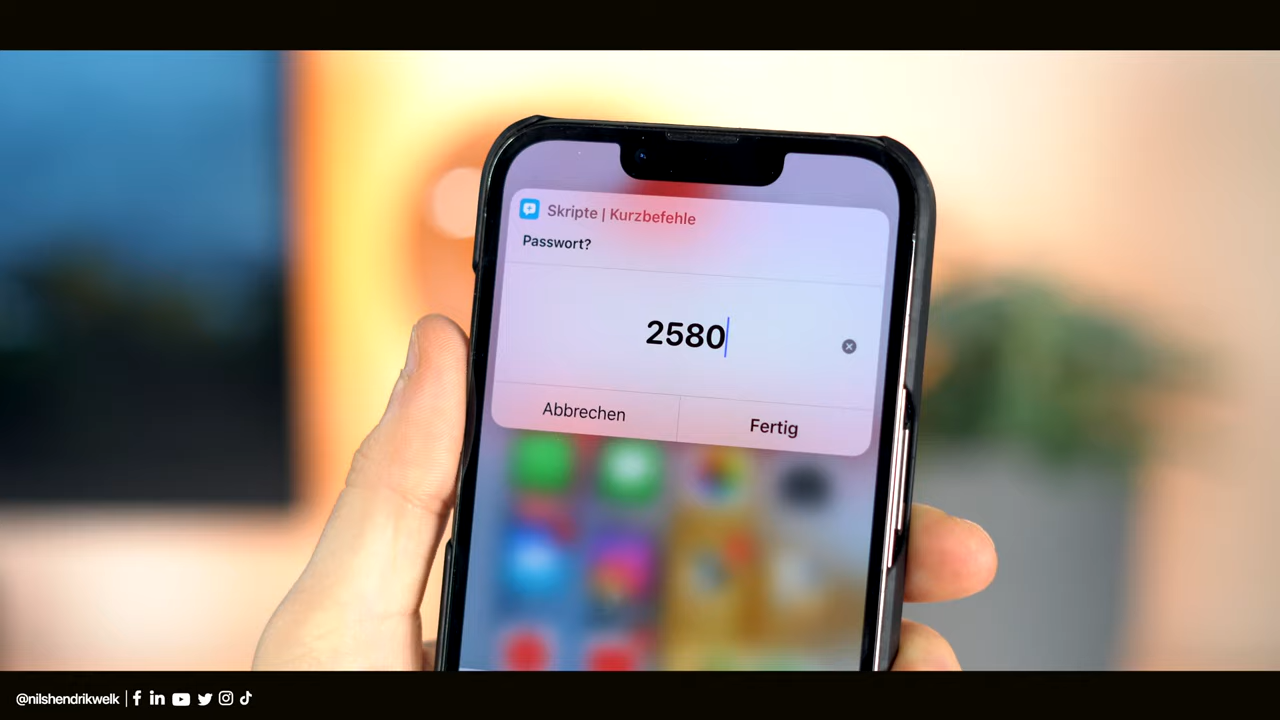 Skripte | Kurzbefehle
Passwort?
2580
Abbrechen
Fertig
@nilshendrikwelk